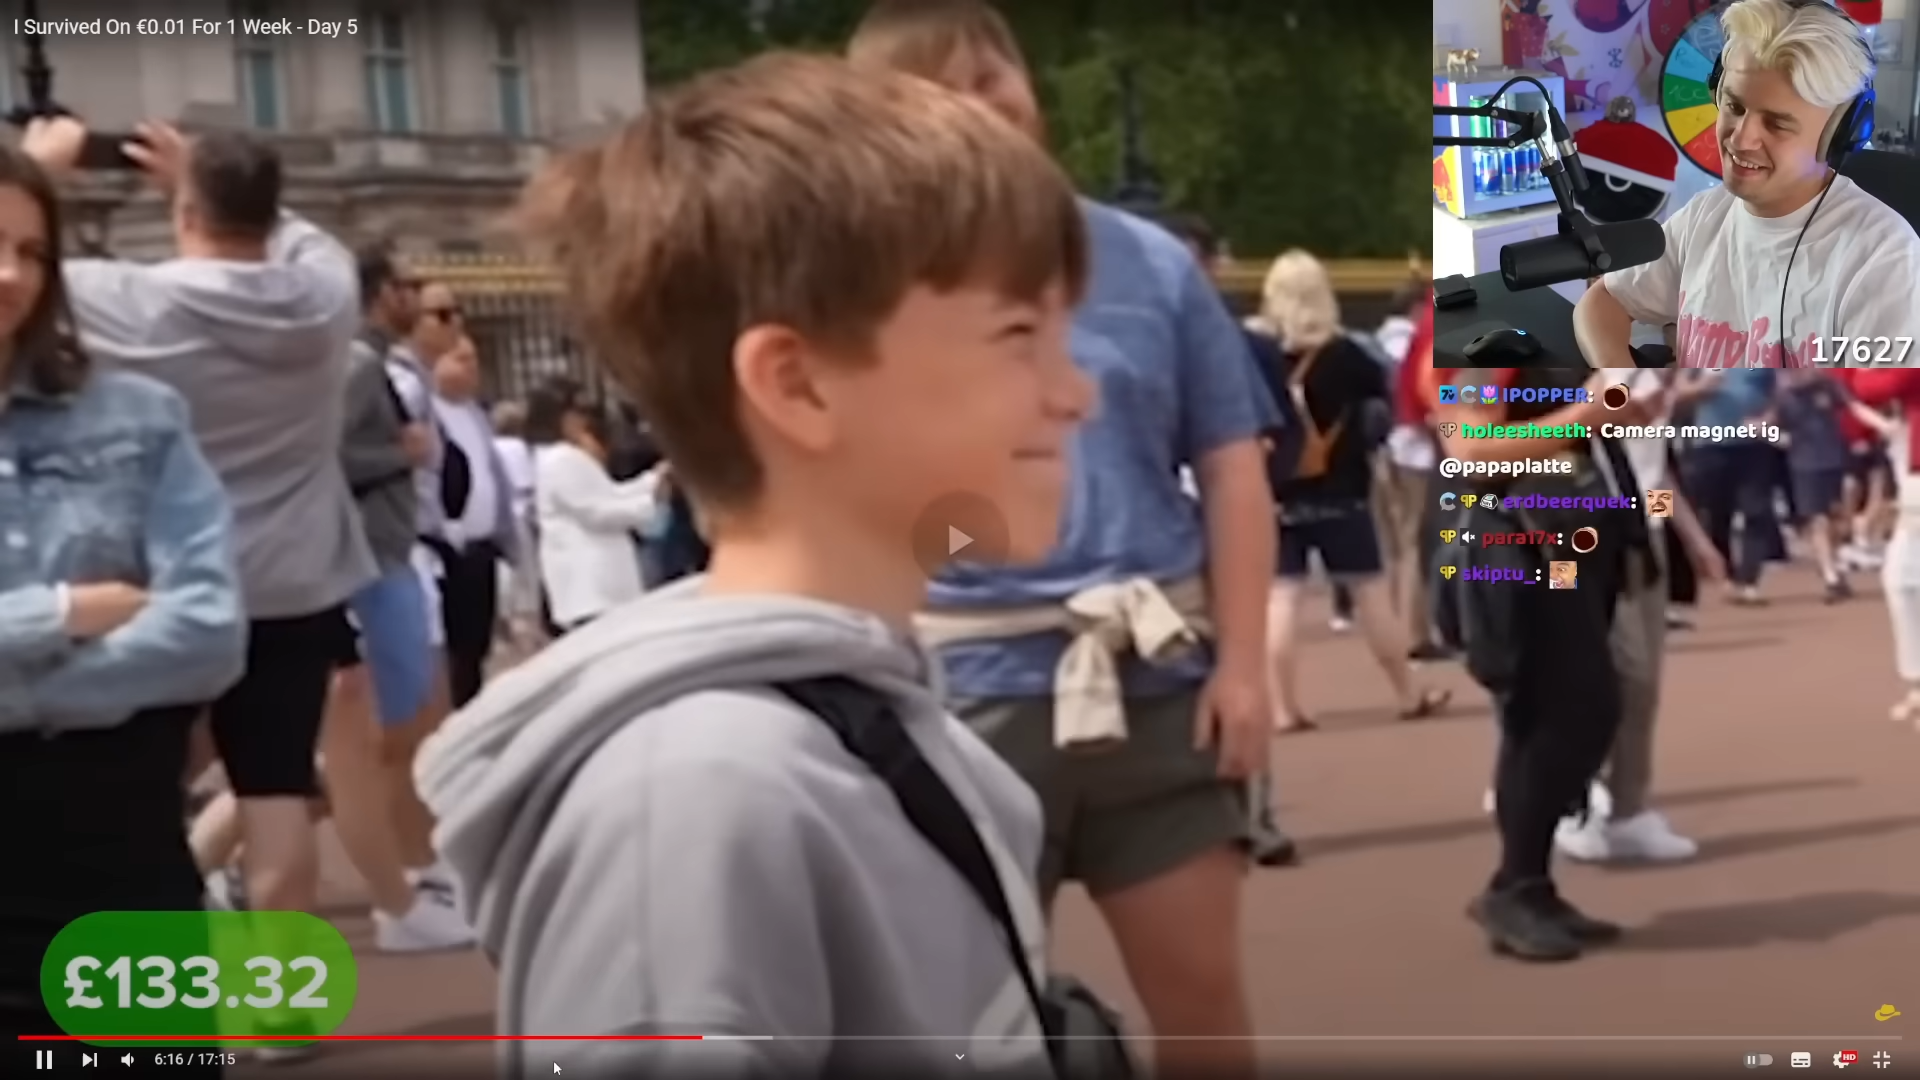 I Survived On €0.01 For 1 Week - Day 5
17627
IPOPPER:
holeesheeth: Camera magnet ig
@papaplatte
erdbeerquek:
para17x:
skiptu_:
£133.32
6:16 / 17:15
HD